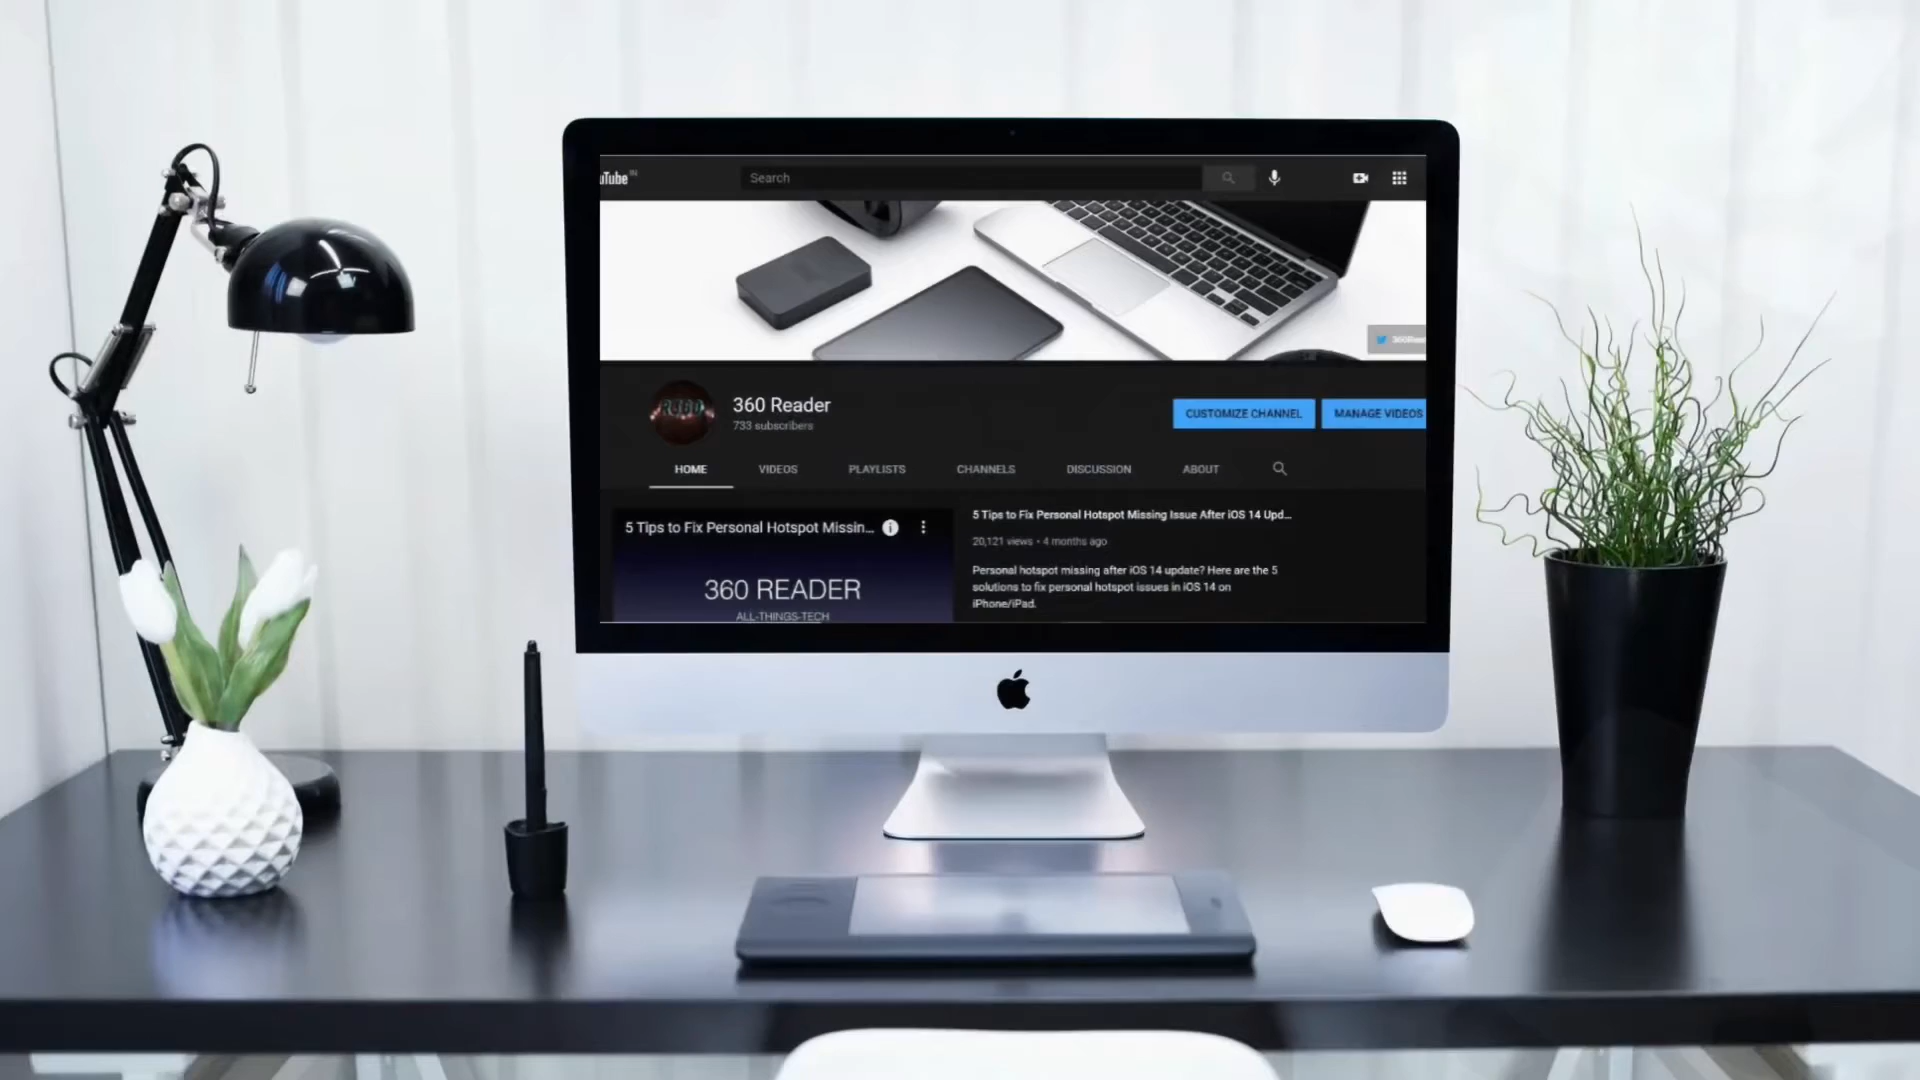 uTube IN
Search
360 Reader
733 subscribers
CUSTOMIZE CHANNEL
MANAGE VIDEOS
HOME
VIDEOS
PLAYLISTS
CHANNELS
DISCUSSION
ABOUT
5 Tips to Fix Personal Hotspot Missin...
360 READER
ALL-THINGS-TECH
5 Tips to Fix Personal Hotspot Missing Issue After iOS 14 Upd...
20,121 views • 4 months ago
Personal hotspot missing after iOS 14 update? Here are the 5
solutions to fix personal hotspot issues in iOS 14 on
iPhone/iPad.